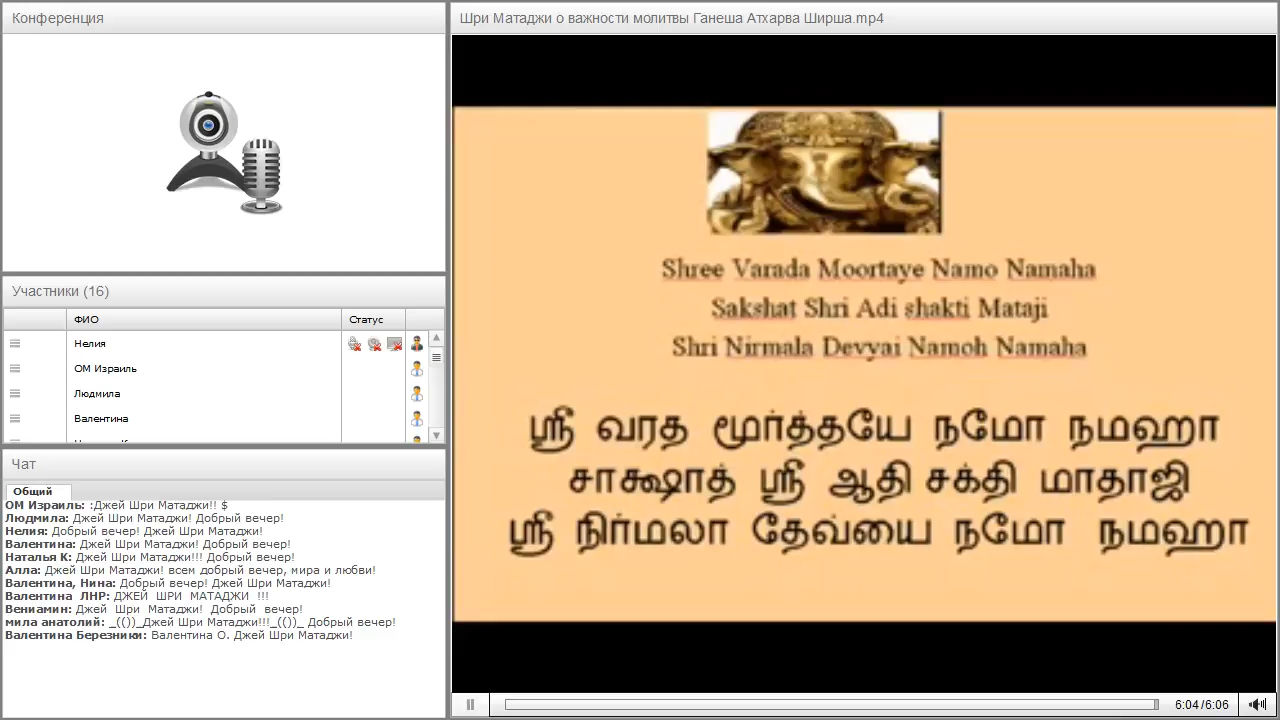 Конференция
Шри Матаджи о важности молитвы Ганеша Атхарва Ширша.mp4
Участники (16)
ФИО Статус
Нелия
ОМ Израиль
Людмила
Валентина
Чат
Общий
ОМ Израиль: :Джей Шри Матаджи!! $
Людмила: Джей Шри Матаджи! Добрый вечер!
Нелия: Добрый вечер! Джей Шри Матаджи!
Валентина: Джей Шри Матаджи! Добрый вечер!
Наталья К: Джей Шри Матаджи!!! Добрый вечер!
Алла: Джей Шри Матаджи! всем добрый вечер, мира и любви!
Валентина, Нина: Добрый вечер! Джей Шри Матаджи!
Валентина ЛНР: ДЖЕЙ ШРИ МАТАДЖИ !!!
Вениамин: Джей Шри Матаджи! Добрый вечер!
мила анатолий: _(())_Джей Шри Матаджи!!!_(())_ Добрый вечер!
Валентина Березники: Валентина О. Джей Шри Матаджи!
Shree Varada Moortaye Namo Namaha
Sakshat Shri Adi shakti Mataji
Shri Nirmala Devyai Namoh Namaha
ஸ்ரீ வரத மூர்த்தயே நமோ நமஹா
சாக்ஷாத் ஸ்ரீ ஆதி சக்தி மாதாஜி
ஸ்ரீ நிர்மலா தேவ்யை நமோ நமஹா
6:04/6:06